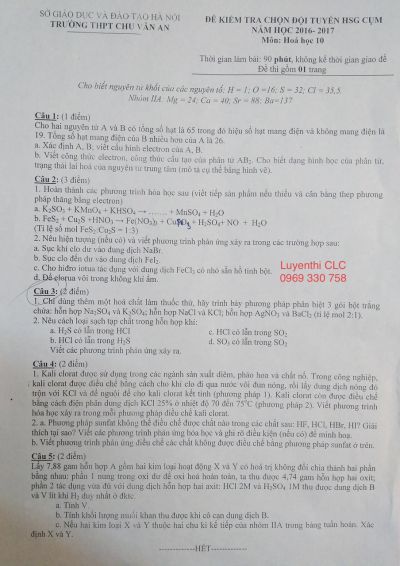 SỞ GIÁO DỤC VÀ ĐÀO TẠO HÀ NỘI
TRƯỜNG THPT CHU VĂN AN
ĐỀ KIỂM TRA CHỌN ĐỘI TUYỂN HSG CỤM
NĂM HỌC 2016- 2017
Môn: Hoá học 10
Thời gian làm bài: 90 phút, không kể thời gian giao đề
Đề thi gồm 01 trang
Cho biết nguyên tử khối của các nguyên tố: H = 1; O =16; S = 32; Cl = 35,5.
Nhóm IIA: Mg = 24; Ca = 40; Sr = 88; Ba=137
Câu 1: (1 điểm)
Cho hai nguyên tử A và B có tổng số hạt là 65 trong đó hiệu số hạt mang điện và không mang điện là
19. Tổng số hạt mang điện của B nhiều hơn của A là 26.
a. Xác định A, B; viết cấu hình electron của A, B.
b. Viết công thức electron, công thức cấu tạo của phân tử AB₂. Cho biết dạng hình học của phân tử,
trạng thái lai hoá của nguyên tử trung tâm (mô tả cụ thể bằng hình vẽ).
Câu 2: (3 điểm)
1. Hoàn thành các phương trình hóa học sau (viết tiếp sản phẩm nếu thiếu và cân bằng theo phương
pháp thăng bằng electron)
a. K₂SO₃ + KMnO₄ + KHSO₄ → ........ + MnSO₄ + H₂O
b. FeS₂ + Cu₂S +HNO₃ → Fe(NO₃)₃ + + H₂SO₄+ NO + H₂O
(Tỉ lệ số mol FeS₂:Cu₂S = 1:3)
2. Nêu hiện tượng (nếu có) và viết phương trình phản ứng xảy ra trong các trường hợp sau:
a. Sục khí clo dư vào dung dịch NaBr.
b. Sục clo đến dư vào dung dịch FeI₂.
c. Cho hiđro iotua tác dụng với dung dịch FeCl₃ có nhỏ sẵn hồ tinh bột.
d. Để clorua vôi trong không khí ẩm.
Luyenthi CLC
0969 330 758
Câu 3: (2 điểm)
1. Chỉ dùng thêm một hoá chất làm thuốc thử, hãy trình bày phương pháp phân biệt 3 gói bột trắng
chứa: hỗn hợp Na₂SO₄ và K₂SO₄; hỗn hợp NaCl và KCl; hỗn hợp AgNO₃ và BaCl₂ (tỉ lệ mol 2:1).
2. Nêu cách loại sạch tạp chất trong hỗn hợp khí:
a. H₂S có lẫn trong HCl
c. HCl có lẫn trong SO₂
b. HCl có lẫn trong H₂S
d. SO₃ có lẫn trong SO₂
Viết các phương trình phản ứng xảy ra.
Câu 4: (2 điểm)
1. Kali clorat được sử dụng trong các ngành sản xuất diêm, pháo hoa và chất nổ. Trong công nghiệp,
kali clorat được điều chế bằng cách cho khí clo đi qua nước vôi đun nóng, rồi lấy dung dịch nóng đó
trộn với KCl và để nguội để cho kali clorat kết tinh (phương pháp 1). Kali clorat còn được điều chế
bằng cách điện phân dung dịch KCl 25% ở nhiệt độ 70 đến 75°C (phương pháp 2). Viết phương trình
hóa học xảy ra trong mỗi phương pháp điều chế kali clorat.
2. a. Phương pháp sunfat không thể điều chế được chất nào trong các chất sau: HF, HCl, HBr, HI? Giải
thích tại sao? Viết các phương trình phản ứng hóa học và ghi rõ điều kiện (nếu có) để minh hoạ.
b. Viết phương trình phản ứng điều chế các chất không được điều chế bằng phương pháp sunfat ở trên.
Câu 5: (2 điểm)
Lấy 7,88 gam hỗn hợp A gồm hai kim loại hoạt động X và Y có hoá trị không đổi chia thành hai phần
bằng nhau: phần 1 nung trong oxi dư để oxi hoá hoàn toàn, ta thu được 4,74 gam hỗn hợp hai oxit;
phần 2 tác dụng vừa đủ với dung dịch hỗn hợp hai axit: HCl 2M và H₂SO₄ 1M thu được dung dịch B
và V lít khí H₂ duy nhất ở đktc.
a. Tính V.
b. Tính khối lượng muối khan thu được khi cô cạn dung dịch B.
c. Nếu hai kim loại X và Y thuộc hai chu kì kế tiếp của nhóm IIA trong bảng tuần hoàn. Xác
định X và Y.
-------------HẾT-------------